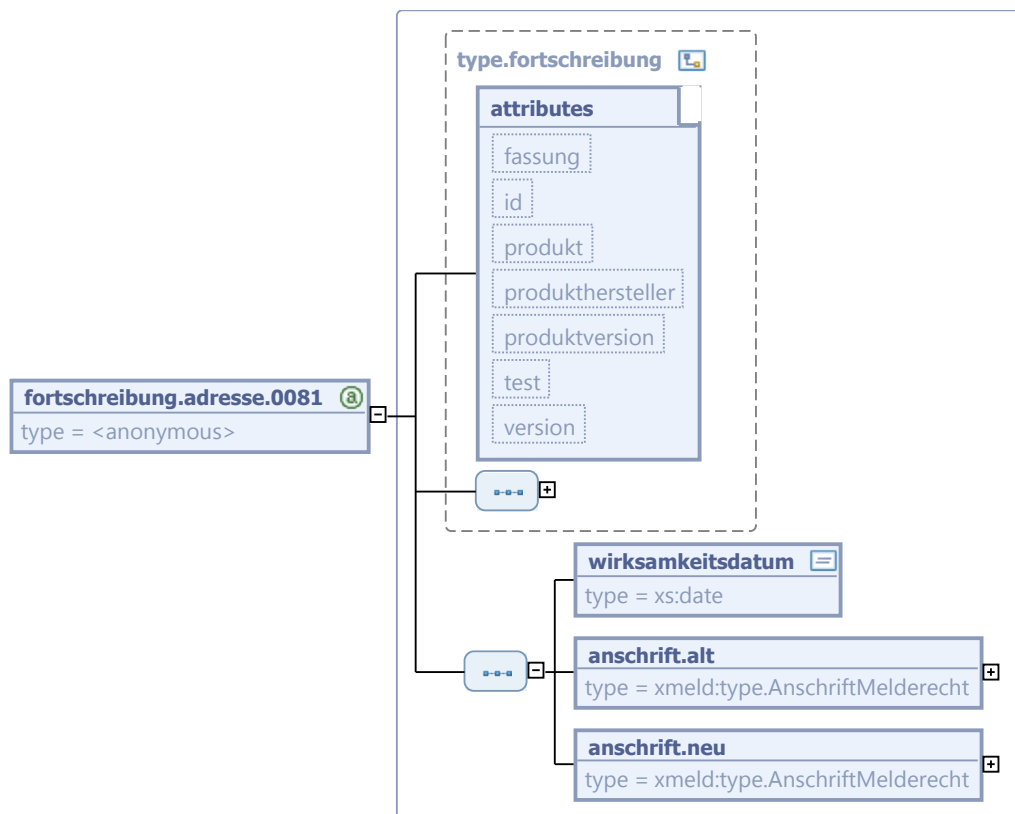 type.fortschreibung
attributes
fassung
id
produkt
produkthersteller
produktversion
test
version
fortschreibung.adresse.0081
type = <anonymous>
wirksamkeitsdatum
type = xs:date
anschrift.alt
type = xmeld:type.AnschriftMelderecht
anschrift.neu
type = xmeld:type.AnschriftMelderecht